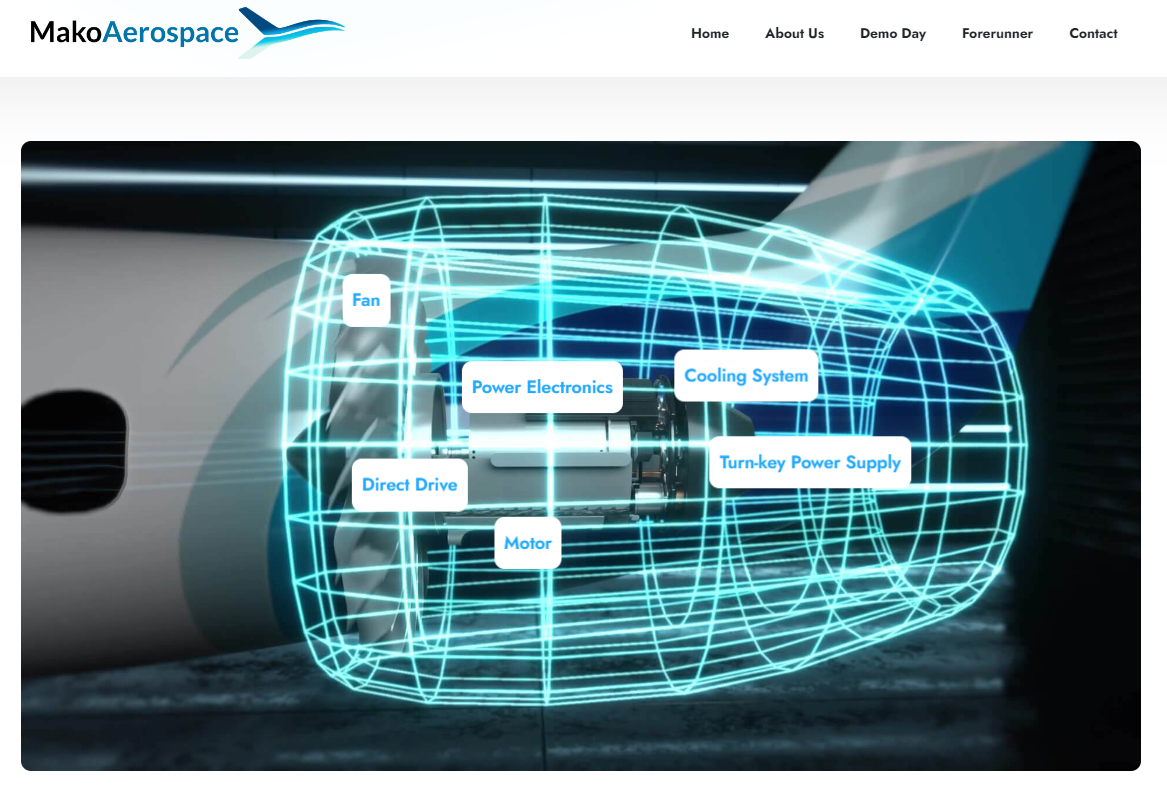 MakoAerospace
Home
About Us
Demo Day
Forerunner
Contact
Fan
Power Electronics
Cooling System
Turn-key Power Supply
Direct Drive
Motor